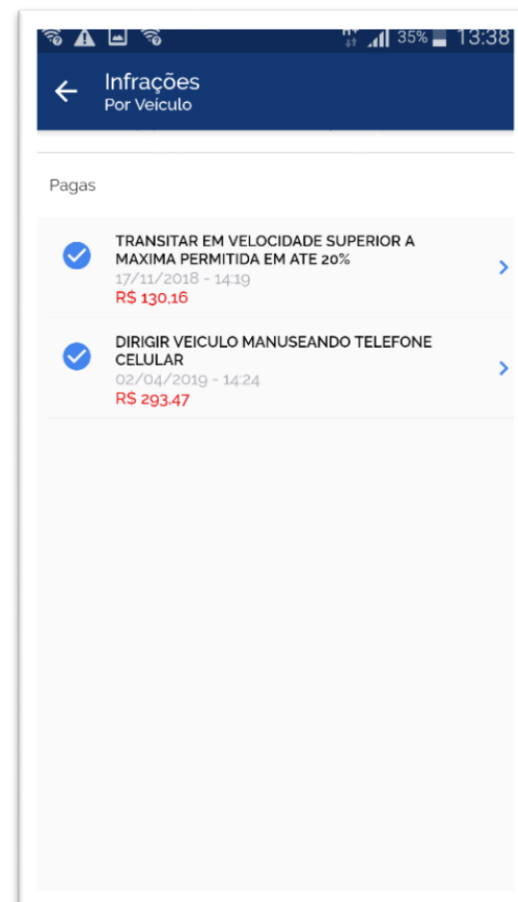 35% 13:38
Infrações
Por Veículo
Pagas
TRANSITAR EM VELOCIDADE SUPERIOR A
MAXIMA PERMITIDA EM ATE 20%
17/11/2018 - 14:19
R$ 130,16
DIRIGIR VEICULO MANUSEANDO TELEFONE
CELULAR
02/04/2019 - 14:24
R$ 293,47